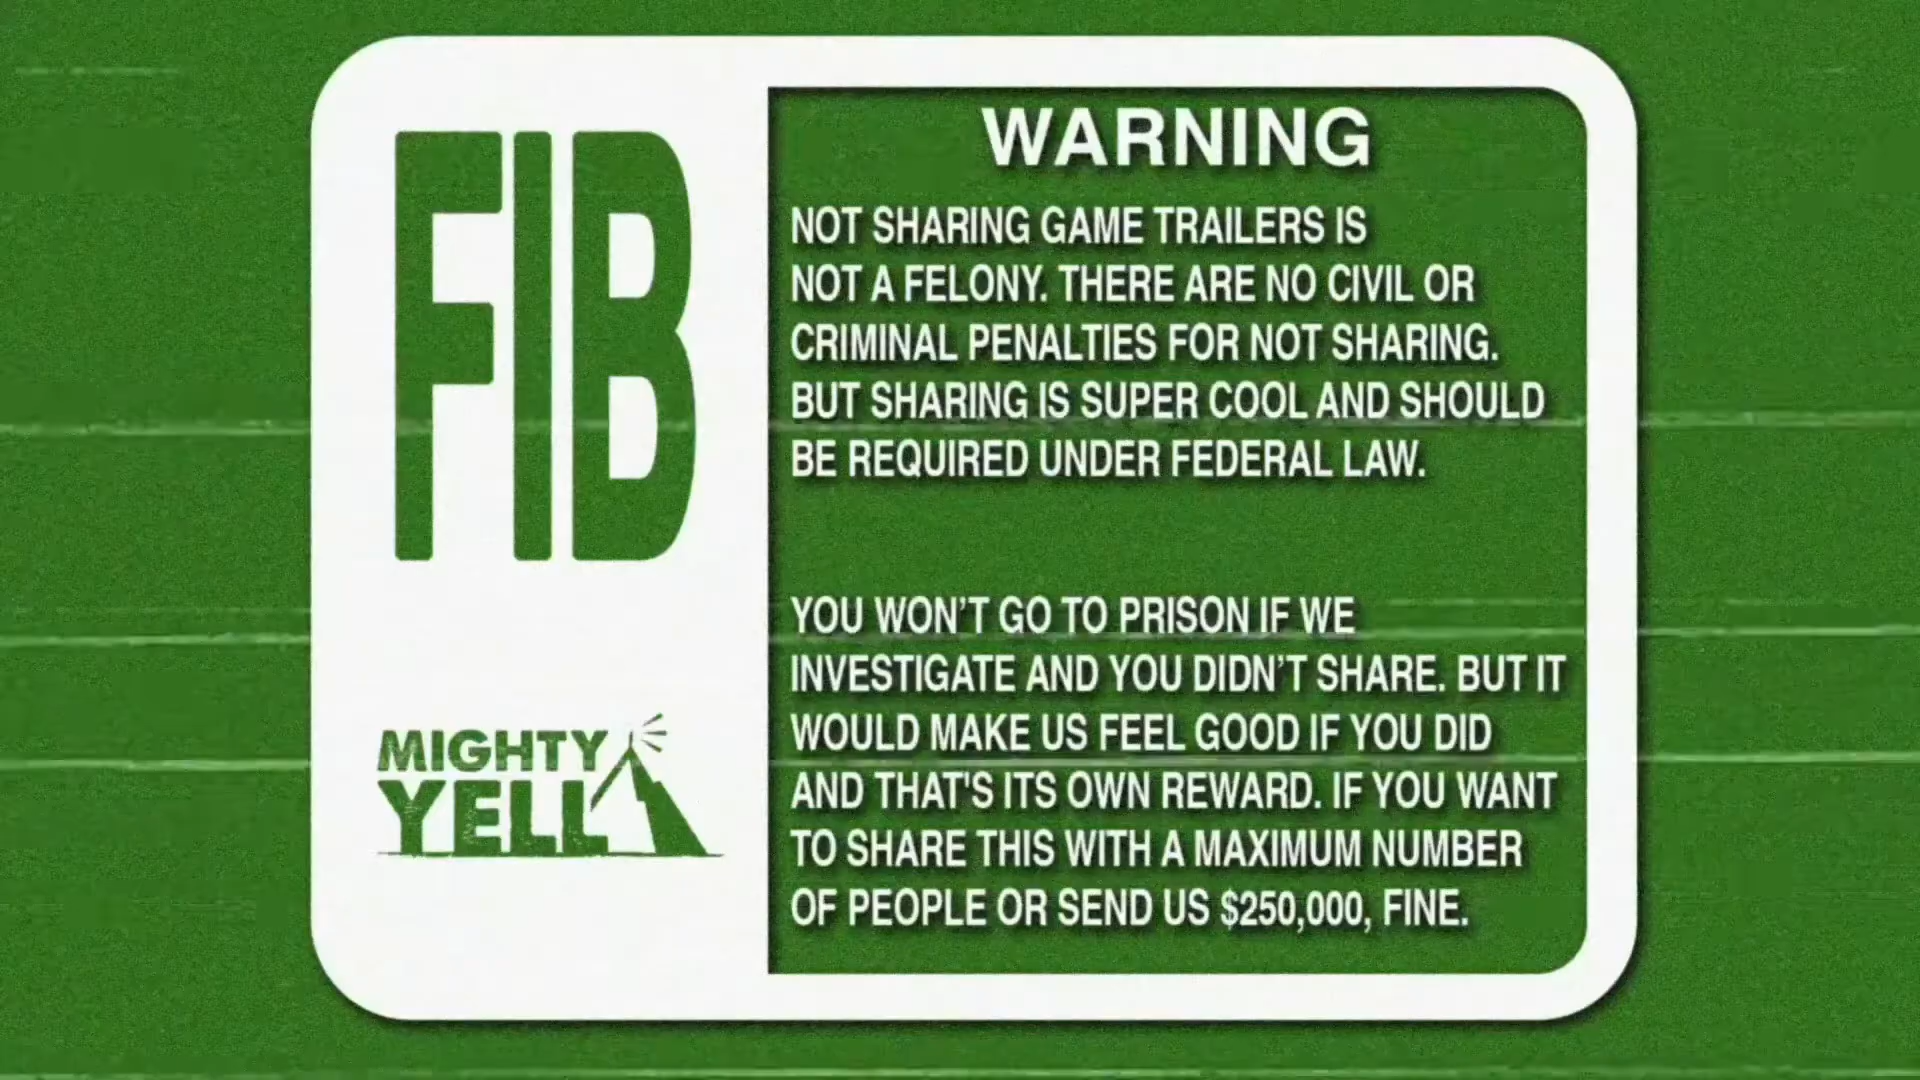 FIB
MIGHTY
YELL
WARNING
NOT SHARING GAME TRAILERS IS
NOT A FELONY. THERE ARE NO CIVIL OR
CRIMINAL PENALTIES FOR NOT SHARING.
BUT SHARING IS SUPER COOL AND SHOULD
BE REQUIRED UNDER FEDERAL LAW.
YOU WON'T GO TO PRISON IF WE
INVESTIGATE AND YOU DIDN'T SHARE. BUT IT
WOULD MAKE US FEEL GOOD IF YOU DID
AND THAT'S ITS OWN REWARD. IF YOU WANT
TO SHARE THIS WITH A MAXIMUM NUMBER
OF PEOPLE OR SEND US $250,000, FINE.